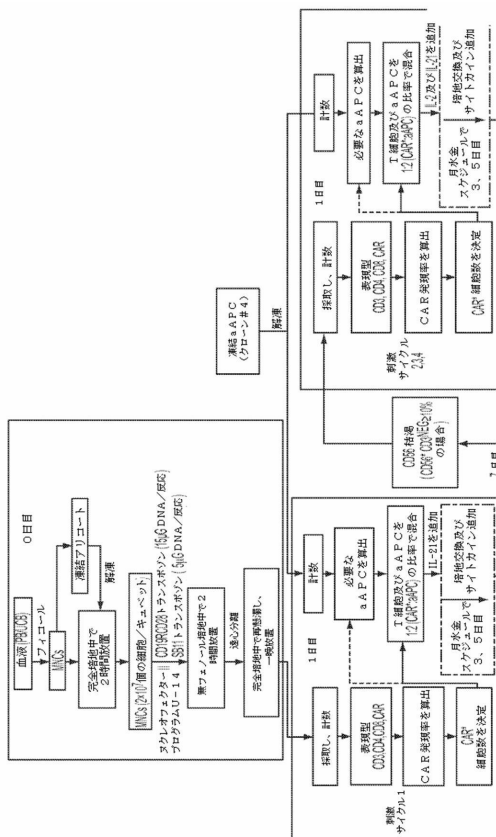 0日目
血液(PB/UCB)
フィコール
MNCs
凍結アリコート
解凍
完全培地中で
2時間放置
MNCs(2×10⁷個の細胞/キュベット)
ヌクレオフェクターⅡ
プログラムU-14
CD19RCD28トランスポゾン(15μgDNA/反応)
SB11トランスポゾン(5μgDNA/反応)
無フェノール培地中で2
時間放置
遠心分離
完全培地中で再懸濁し、
一晩放置
凍結aAPC
(クローン#4)
解凍
刺激
サイクル1
1日目
採取し、計数
表現型
CD3,CD4,CD8,CAR
CAR発現率を算出
CAR⁺
細胞数を決定
計数
必要な
aAPCを算出
T細胞及びaAPCを
1:2(CAR⁺:aAPC)の比率で混合
IL-21を追加
月水金
スケジュールで
3、5日目
培地交換及び
サイトカイン追加
7日目
CD56枯渇
(CD56⁺CD3NEG≥10%
の場合)
刺激
サイクル
2,3,4
1日目
採取し、計数
表現型
CD3,CD4,CD8,CAR
CAR発現率を算出
CAR⁺
細胞数を決定
計数
必要なaAPCを算出
T細胞及びaAPCを
1:2(CAR⁺:aAPC)の比率で混合
IL-2及びIL-21を追加
月水金
スケジュールで
3、5日目
培地交換及び
サイトカイン追加